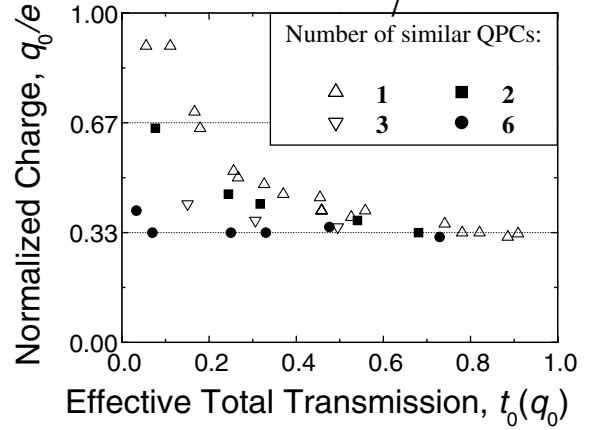 Normalized Charge, q₀/e
1.00
0.67
0.33
0.00
Number of similar QPCs:
1
2
3
6
0.0 0.2 0.4 0.6 0.8 1.0
Effective Total Transmission, t₀(q₀)